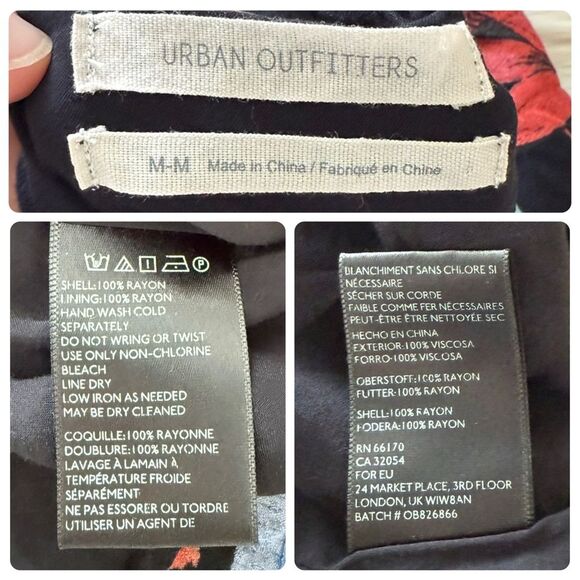 URBAN OUTFITTERS
M-M Made in China / Fabriqué en Chine
SHELL:100% RAYON
LINING:100% RAYON
HAND WASH COLD
SEPARATELY
DO NOT WRING OR TWIST
USE ONLY NON-CHLORINE
BLEACH
LINE DRY
LOW IRON AS NEEDED
MAY BE DRY CLEANED
COQUILLE:100% RAYONNE
DOUBLURE:100% RAYONNE
LAVAGE À LAMAIN À
TEMPÉRATURE FROIDE
SÉPARÉMENT
NE PAS ESSORER OU TORDRE
UTILISER UN AGENT DE
BLANCHIMENT SANS CHLORE SI
NÉCESSAIRE
SÉCHER SUR CORDE
FAIBLE COMME FER NÉCESSAIRES
PEUT-ÊTRE ÊTRE NETTOYÉE SEC
HECHO EN CHINA
EXTERIOR:100% VISCOSA
FORRO:100% VISCOSA
OBERSTOFF:100% RAYON
FUTTER:100% RAYON
SHELL:100% RAYON
FODERA:100% RAYON
RN 66170
CA 32054
FOR EU
24 MARKET PLACE, 3RD FLOOR
LONDON, UK W1W8AN
BATCH # OB826866